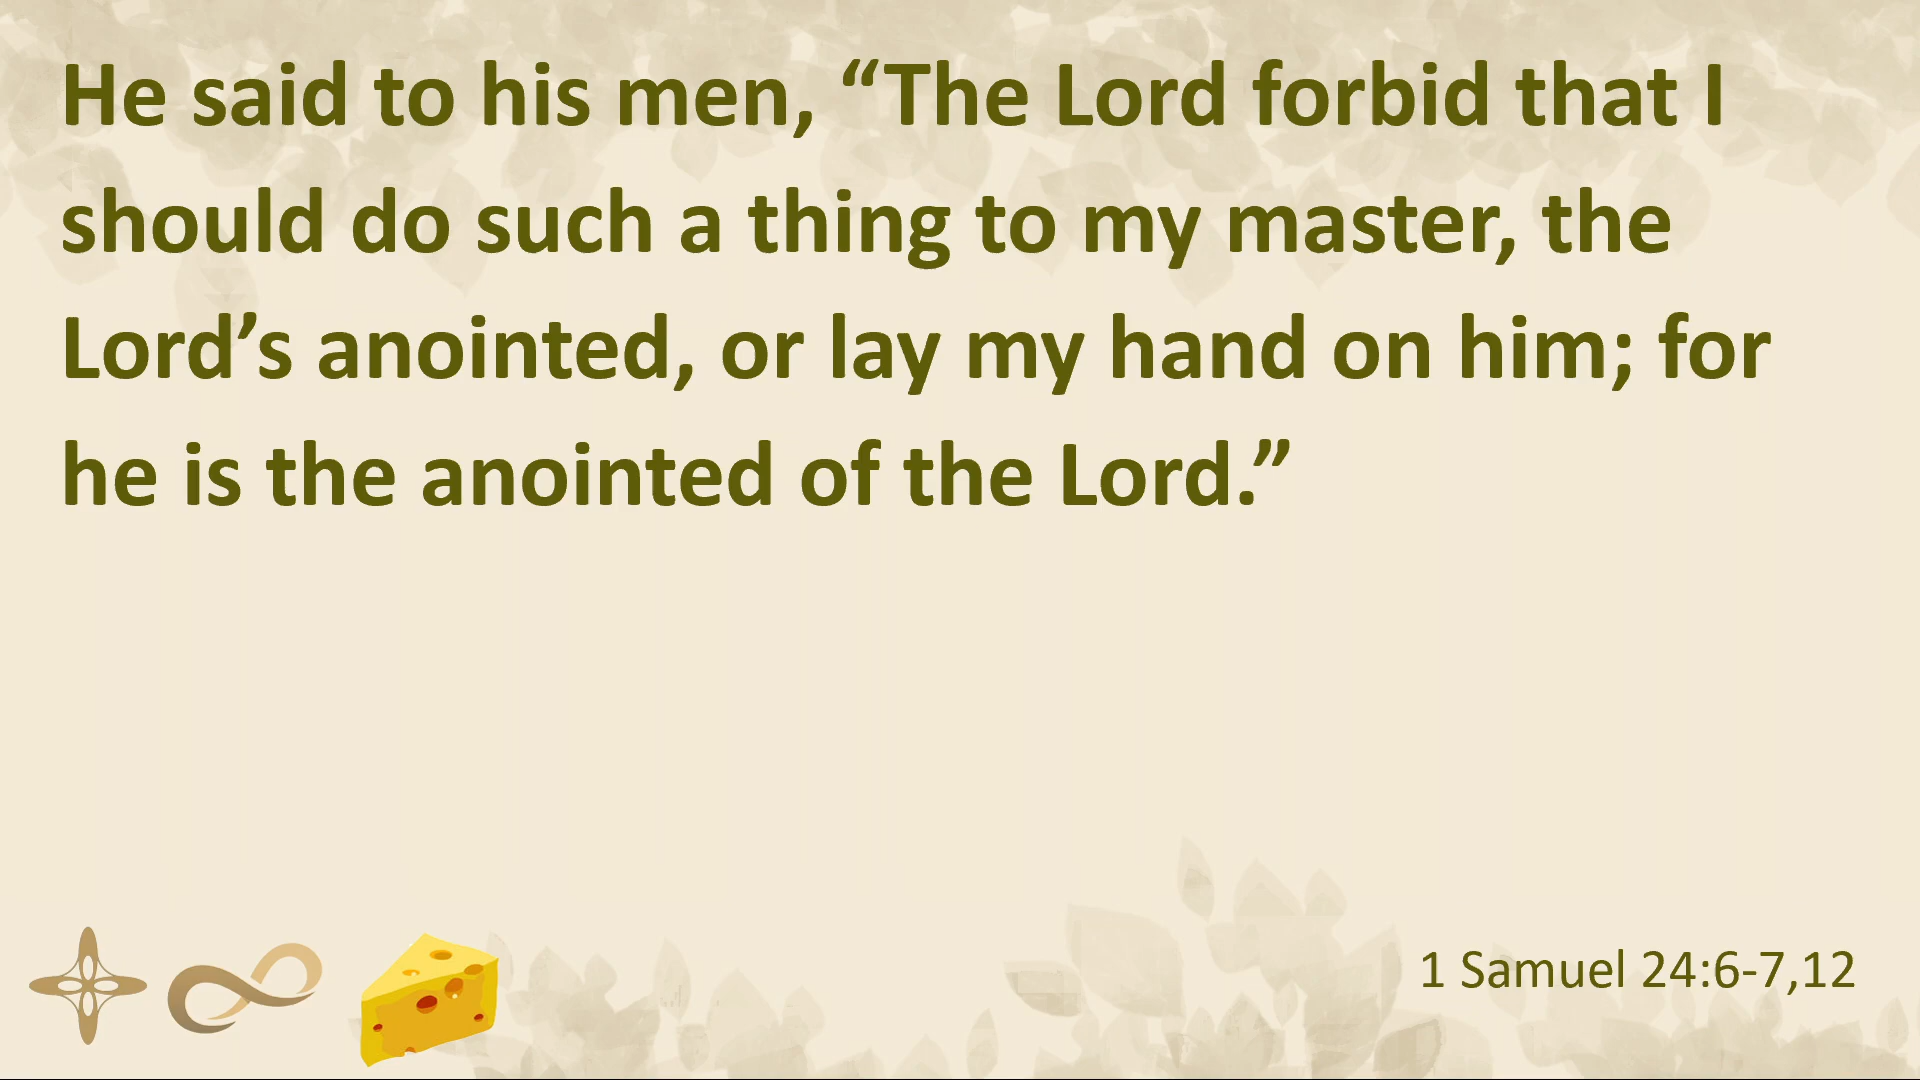 He said to his men, “The Lord forbid that I
should do such a thing to my master, the
Lord’s anointed, or lay my hand on him; for
he is the anointed of the Lord.”
1 Samuel 24:6-7,12